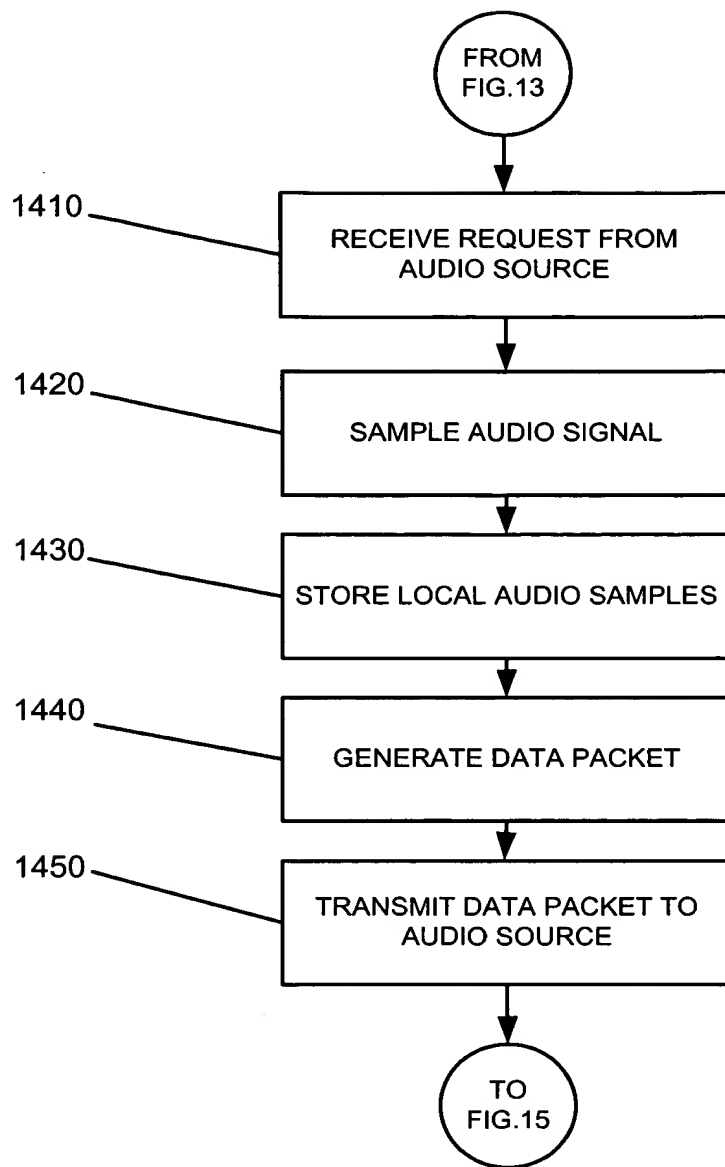 FROM
FIG.13
1410
RECEIVE REQUEST FROM
AUDIO SOURCE
1420
SAMPLE AUDIO SIGNAL
1430
STORE LOCAL AUDIO SAMPLES
1440
GENERATE DATA PACKET
1450
TRANSMIT DATA PACKET TO
AUDIO SOURCE
TO
FIG.15